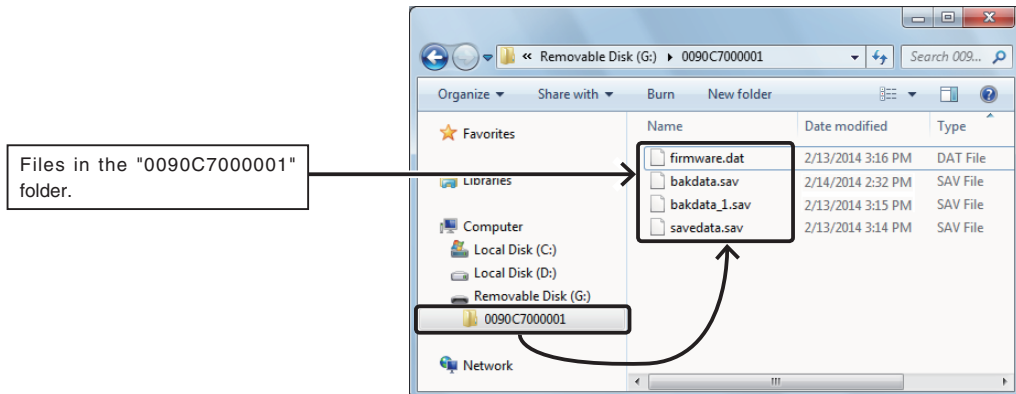 Files in the "0090C7000001"
folder.
« Removable Disk (G:) ▸ 0090C7000001
Search 009...
Organize ▼ Share with ▼ Burn New folder
Favorites
Libraries
Computer
Local Disk (C:)
Local Disk (D:)
Removable Disk (G:)
0090C7000001
Network
Name Date modified Type
firmware.dat 2/13/2014 3:16 PM DAT File
bakdata.sav 2/14/2014 2:32 PM SAV File
bakdata_1.sav 2/13/2014 3:15 PM SAV File
savedata.sav 2/13/2014 3:14 PM SAV File